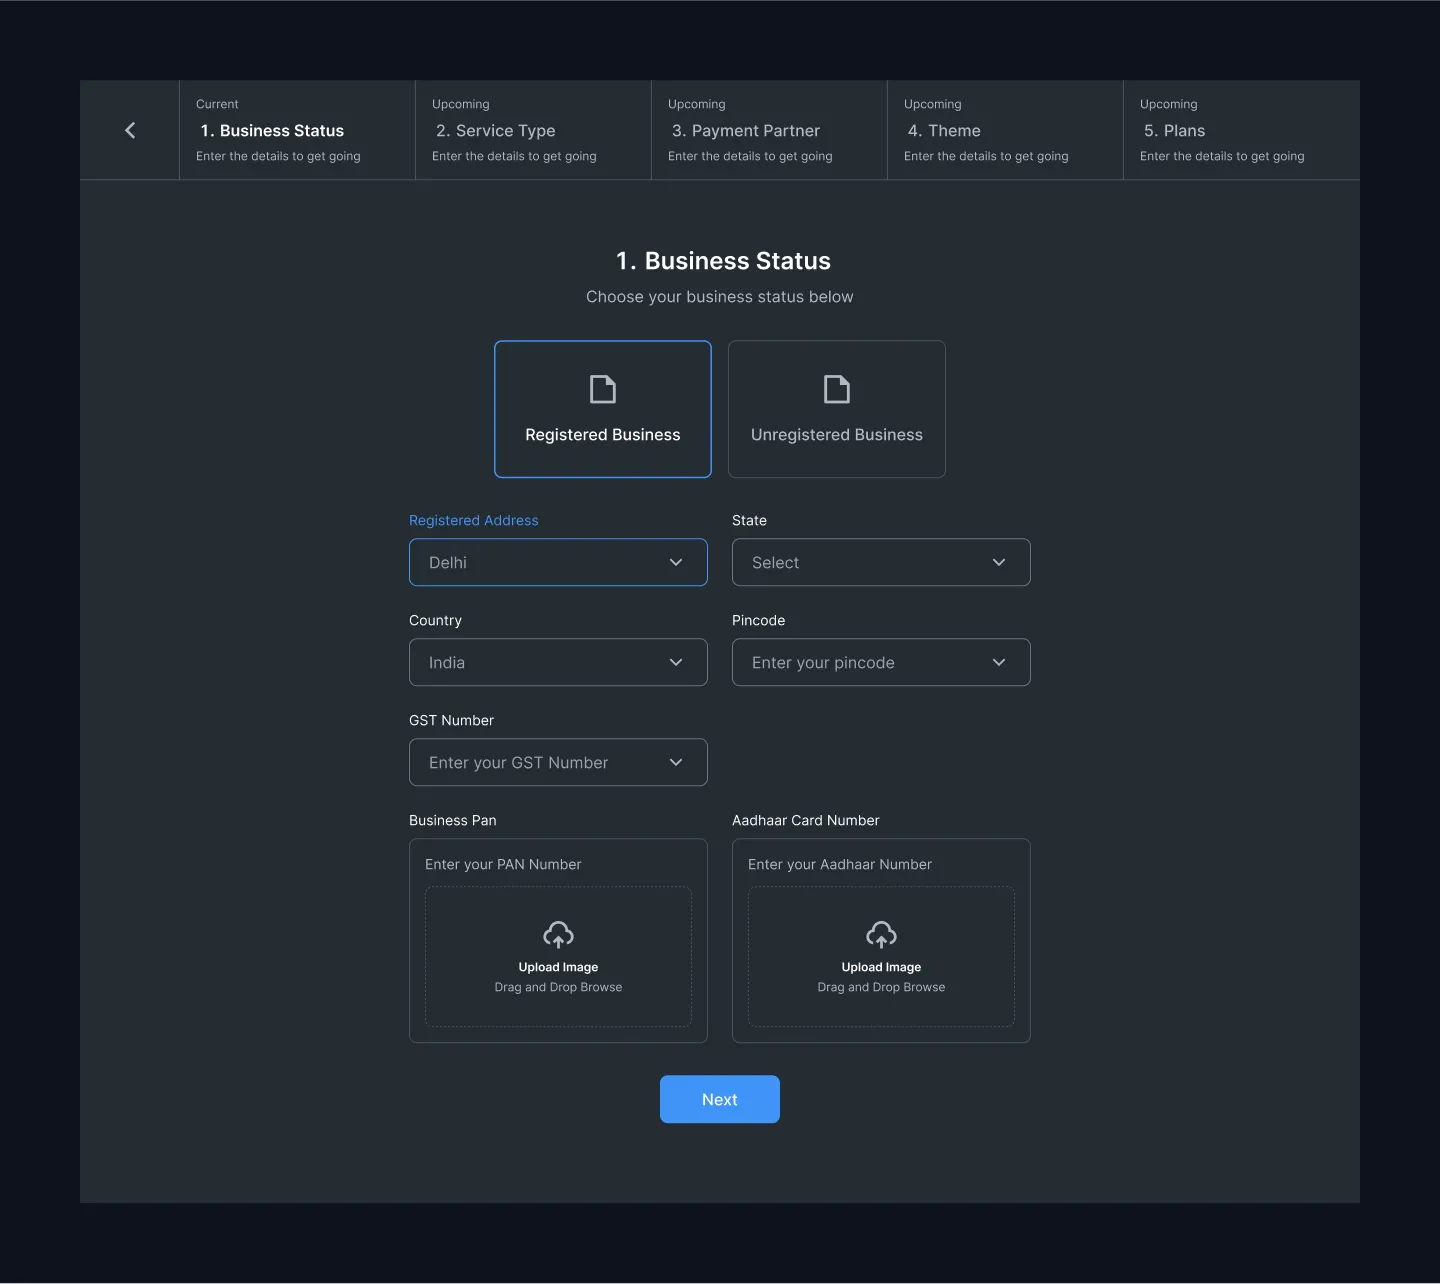 Current
1. Business Status
Enter the details to get going
Upcoming
2. Service Type
Enter the details to get going
Upcoming
3. Payment Partner
Enter the details to get going
Upcoming
4. Theme
Enter the details to get going
Upcoming
5. Plans
Enter the details to get going
1. Business Status
Choose your business status below
Registered Business
Unregistered Business
Registered Address
Delhi
State
Select
Country
India
Pincode
Enter your pincode
GST Number
Enter your GST Number
Business Pan
Enter your PAN Number
Upload Image
Drag and Drop Browse
Aadhaar Card Number
Enter your Aadhaar Number
Upload Image
Drag and Drop Browse
Next